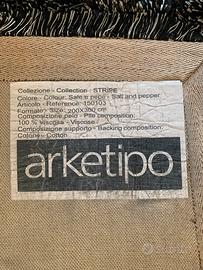 Collezione - Collection : STRIPE
Colore - Colour: Sale e pepe - Salt and pepper
Articolo - Reference: 150103
Formato - Size: 200X300 cm
Composizione pelo - Pile composition:
100 % Viscosa - Viscose
Composizione supporto - Backing composition:
Cotone - Cotton
arketipo
subito